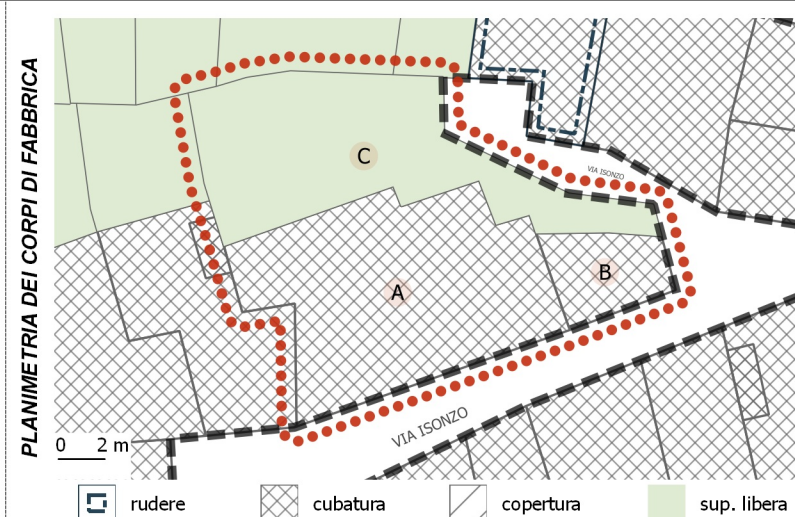 PLANIMETRIA DEI CORPI DI FABBRICA
C
VIA ISONZO
B
A
VIA ISONZO
0 2 m
rudere cubatura copertura sup. libera